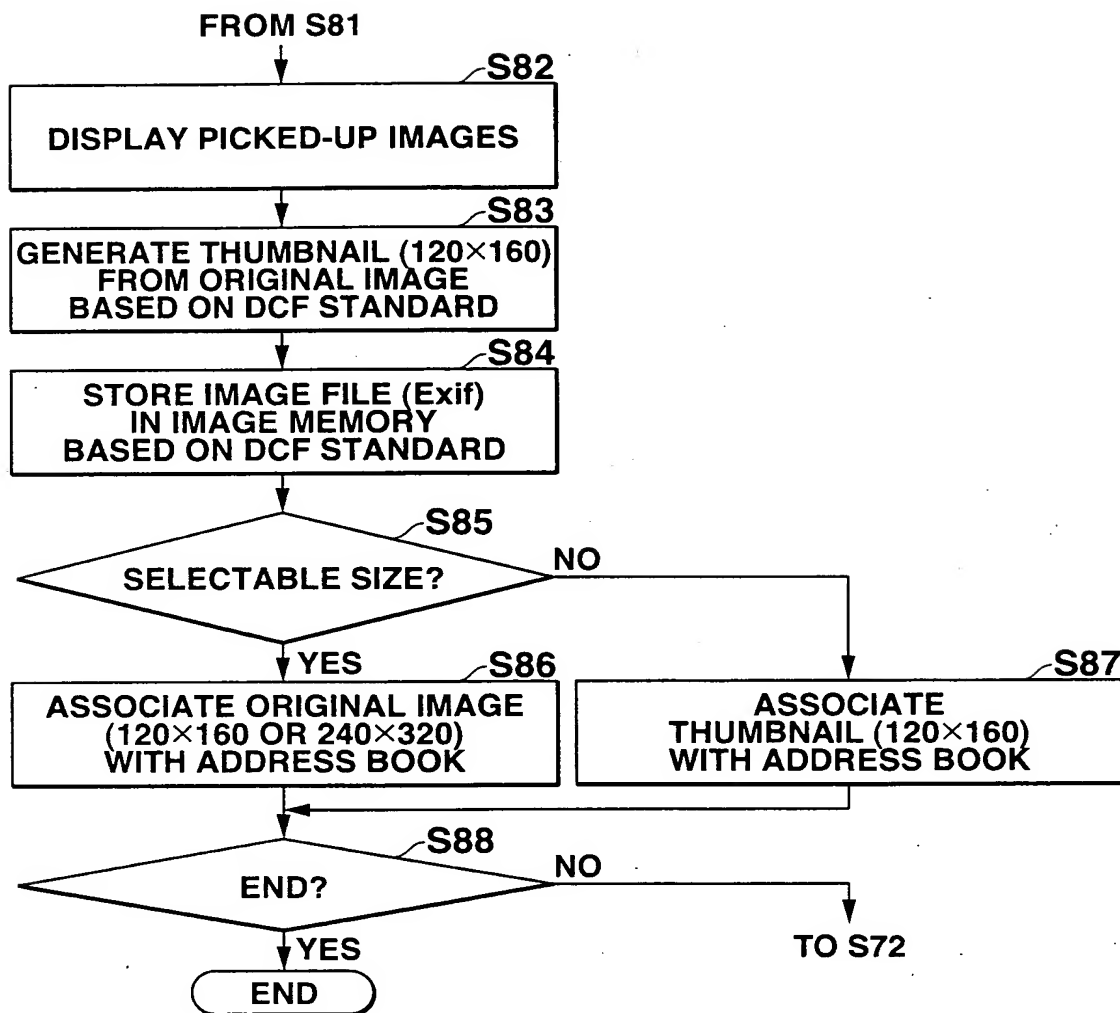 FROM S81
S82
DISPLAY PICKED-UP IMAGES
S83
GENERATE THUMBNAIL (120×160)
FROM ORIGINAL IMAGE
BASED ON DCF STANDARD
S84
STORE IMAGE FILE (Exif)
IN IMAGE MEMORY
BASED ON DCF STANDARD
S85
SELECTABLE SIZE?
NO
YES
S86
ASSOCIATE ORIGINAL IMAGE
(120×160 OR 240×320)
WITH ADDRESS BOOK
S87
ASSOCIATE
THUMBNAIL (120×160)
WITH ADDRESS BOOK
S88
END?
NO
TO S72
YES
END